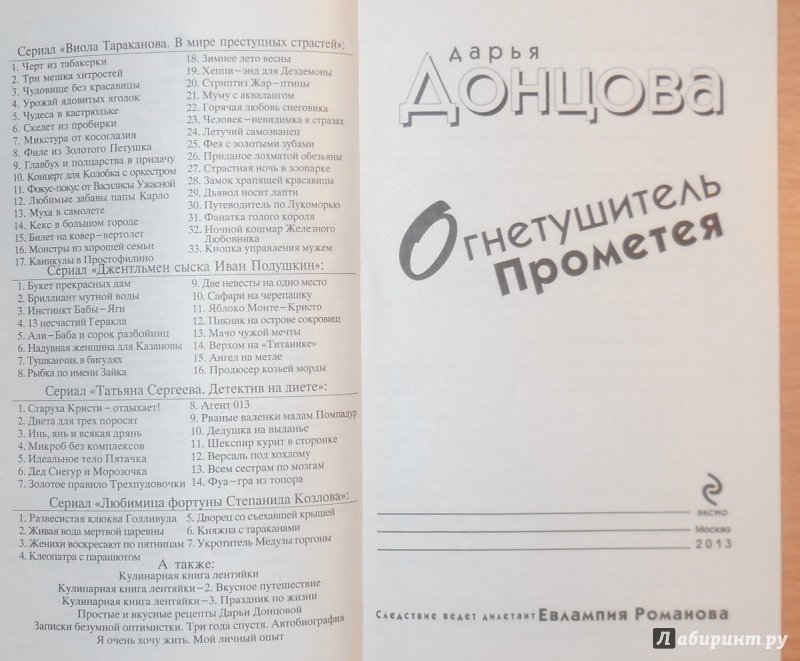 Сериал «Виола Тараканова. В мире преступных страстей»:
1. Черт из табакерки
2. Три мешка хитростей
3. Чудовище без красавицы
4. Урожай ядовитых ягодок
5. Чудеса в кастрюльке
6. Скелет из пробирки
7. Микстура от косоглазия
8. Филе из Золотого Петушка
9. Главбух и полцарства в придачу
10. Концерт для Колобка с оркестром
11. Фокус-покус от Василисы Ужасной
12. Любимые забавы папы Карло
13. Муха в самолете
14. Кекс в большом городе
15. Билет на ковер-вертолет
16. Монстры из хорошей семьи
17. Каникулы в Простофилино
18. Зимнее лето весны
19. Хеппи-энд для Дездемоны
20. Стриптиз Жар-птицы
21. Муму с аквалангом
22. Горячая любовь снеговика
23. Человек-невидимка в стразах
24. Летучий самозванец
25. Фея с золотыми зубами
26. Приданое лохматой обезьяны
27. Страстная ночь в зоопарке
28. Замок храпящей красавицы
29. Дьявол носит лапти
30. Путеводитель по Лукоморью
31. Фанатка голого короля
32. Ночной кошмар Железного
Любовника
33. Кнопка управления мужем
Сериал «Джентльмен сыска Иван Подушкин»:
1. Букет прекрасных дам
2. Бриллиант мутной воды
3. Инстинкт Бабы-Яги
4. 13 несчастий Геракла
5. Али-Баба и сорок разбойниц
6. Надувная женщина для Казановы
7. Тушканчик в бигудях
8. Рыбка по имени Зайка
9. Две невесты на одно место
10. Сафари на черепашку
11. Яблоко Монте-Кристо
12. Пикник на острове сокровищ
13. Мачо чужой мечты
14. Верхом на «Титанике»
15. Ангел на метле
16. Продюсер козьей морды
Сериал «Татьяна Сергеева. Детектив на диете»:
1. Старуха Кристи – отдыхает!
2. Диета для трех поросят
3. Инь, янь и всякая дрянь
4. Микроб без комплексов
5. Идеальное тело Пятачка
6. Дед Снегур и Морозочка
7. Золотое правило Трехпудовочки
8. Агент 013
9. Рваные валенки мадам Помпадур
10. Дедушка на выданье
11. Шекспир курит в сторонке
12. Версаль под хохлому
13. Всем сестрам по мозгам
14. Фуа-гра из топора
Сериал «Любимица фортуны Степанида Козлова»:
1. Развесистая клюква Голливуда
2. Живая вода мертвой царевны
3. Женихи воскресают по пятницам
4. Клеопатра с парашютом
5. Дворец со съехавшей крышей
6. Княжна с тараканами
7. Укротитель Медузы горгоны
А также:
Кулинарная книга лентяйки
Кулинарная книга лентяйки-2. Вкусное путешествие
Кулинарная книга лентяйки-3. Праздник по жизни
Простые и вкусные рецепты Дарьи Донцовой
Записки безумной оптимистки. Три года спустя. Автобиография
Я очень хочу жить. Мой личный опыт
дарья
Донцова
Огнетушитель
Прометея
эксмо
Москва
2013
Следствие ведет дилетант Евлампия Романова
Лабиринт.ру